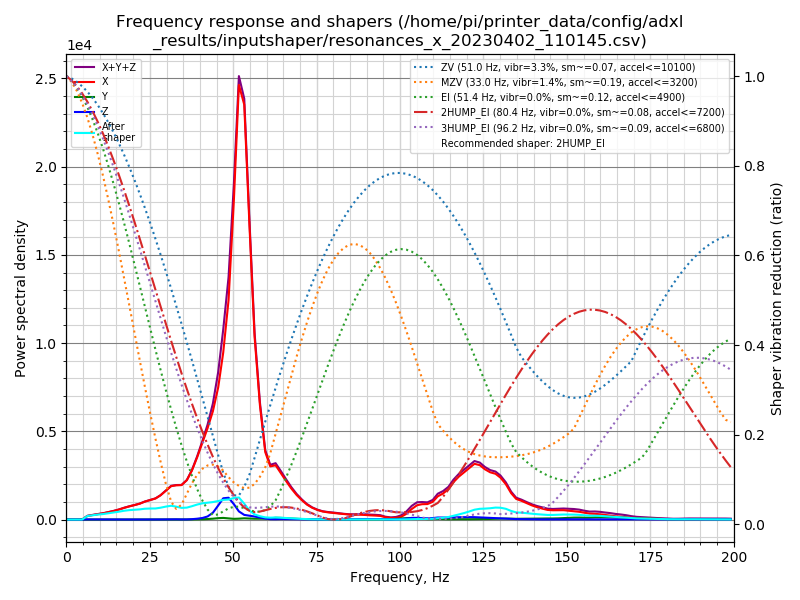 Frequency response and shapers (/home/pi/printer_data/config/adxl
_results/inputshaper/resonances_x_20230402_110145.csv)
1e4
X+Y+Z
X
Y
Z
After
shaper
ZV (51.0 Hz, vibr=3.3%, sm~=0.07, accel<=10100)
MZV (33.0 Hz, vibr=1.4%, sm~=0.19, accel<=3200)
EI (51.4 Hz, vibr=0.0%, sm~=0.12, accel<=4900)
2HUMP_EI (80.4 Hz, vibr=0.0%, sm~=0.08, accel<=7200)
3HUMP_EI (96.2 Hz, vibr=0.0%, sm~=0.09, accel<=6800)
Recommended shaper: 2HUMP_EI
Power spectral density
2.5
2.0
1.5
1.0
0.5
0.0
1.0
0.8
0.6
0.4
0.2
0.0
Shaper vibration reduction (ratio)
0 25 50 75 100 125 150 175 200
Frequency, Hz